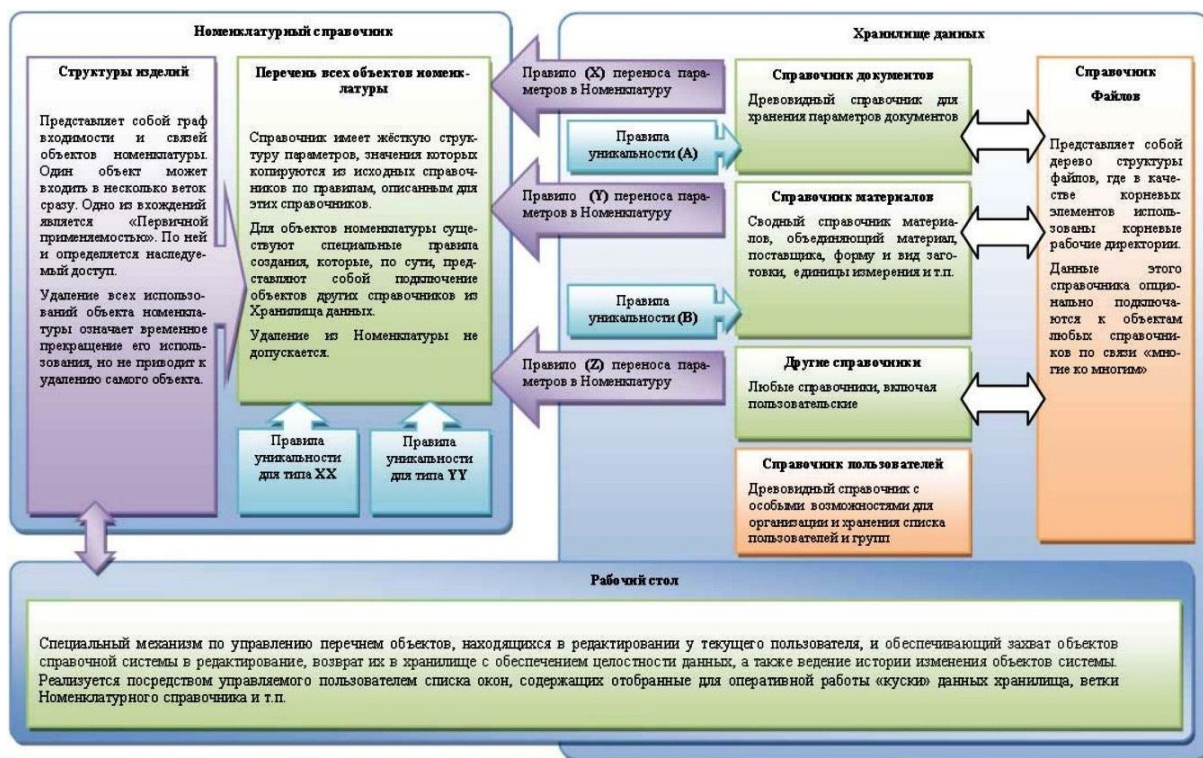 Номенклатурный справочник
Структуры изделий
Представляет собой граф
входимости и связей
объектов номенклатуры.
Один объект может
входить в несколько веток
сразу. Одно из вхождений
является «Первичной
применяемостью». По ней
и определяется наследуе-
мый доступ.
Удаление всех использо-
ваний объекта номенкла-
туры означает временное
прекращение его исполь-
зования, но не приводит к
удалению самого объекта.
Перечень всех объектов номенк-
латуры
Справочник имеет жёсткую струк-
туру параметров, значения которых
копируются из исходных справоч-
ников по правилам, описанным для
этих справочников.
Для объектов номенклатуры суще-
ствуют специальные правила
создания, которые, по сути, пред-
ставляют собой подключение
объектов других справочников из
Хранилища данных.
Удаление из Номенклатуры не
допускается.
Правила
уникальности
для типа XX
Правила
уникальности
для типа YY
Хранилище данных
Правило (X) переноса пара-
метров в Номенклатуру
Правила
уникальности (A)
Правило (Y) переноса пара-
метров в Номенклатуру
Правила
уникальности (B)
Правило (Z) переноса пара-
метров в Номенклатуру
Справочник документов
Древовидный справочник для
хранения параметров документов
Справочник материалов
Сводный справочник материа-
лов, объединяющий материал,
поставщика, форму и вид заго-
товки, единицы измерения и т.п.
Другие справочники
Любые справочники, включая
пользовательские
Справочник пользователей
Древовидный справочник с
особыми возможностями для
организации и хранения списка
пользователей и групп
Справочник
Файлов
Представляет собой
дерево структуры
файлов, где в каче-
стве корневых
элементов исполь-
зованы корневые
рабочие директории.
Данные этого
справочника опцио-
нально подключа-
ются к объектам
любых справочни-
ков по связи «мно-
гие ко многим»
Рабочий стол
Специальный механизм по управлению перечнем объектов, находящихся в редактировании у текущего пользователя, и обеспечивающий захват объектов
справочной системы в редактирование, возврат их в хранилище с обеспечением целостности данных, а также ведение истории изменения объектов системы.
Реализуется посредством управляемого пользователем списка окон, содержащих отобранные для оперативной работы «куски» данных хранилища, ветки
Номенклатурного справочника и т.п.